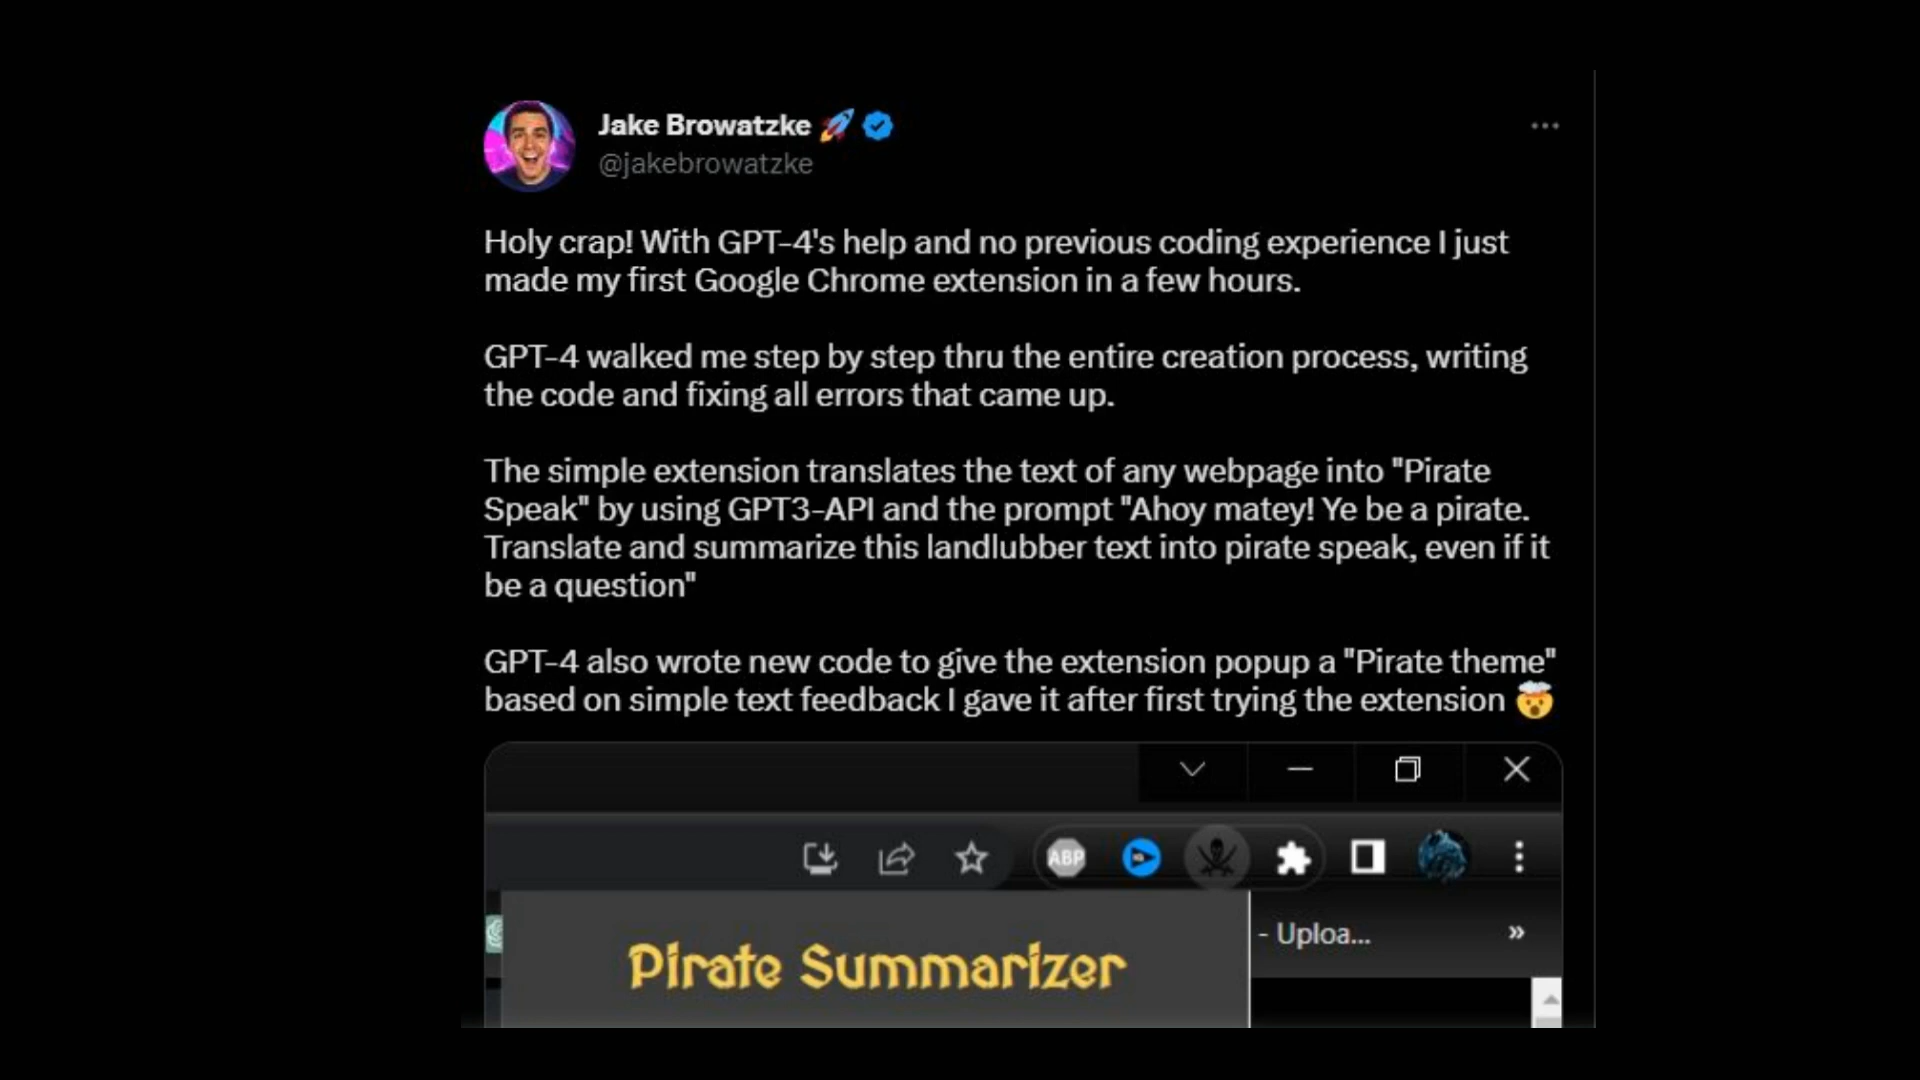 Jake Browatzke 🚀
@jakebrowatzke
Holy crap! With GPT-4's help and no previous coding experience I just
made my first Google Chrome extension in a few hours.
GPT-4 walked me step by step thru the entire creation process, writing
the code and fixing all errors that came up.
The simple extension translates the text of any webpage into "Pirate
Speak" by using GPT3-API and the prompt "Ahoy matey! Ye be a pirate.
Translate and summarize this landlubber text into pirate speak, even if it
be a question"
GPT-4 also wrote new code to give the extension popup a "Pirate theme"
based on simple text feedback I gave it after first trying the extension 🤯
ABP
- Uploa... »
Pirate Summarizer